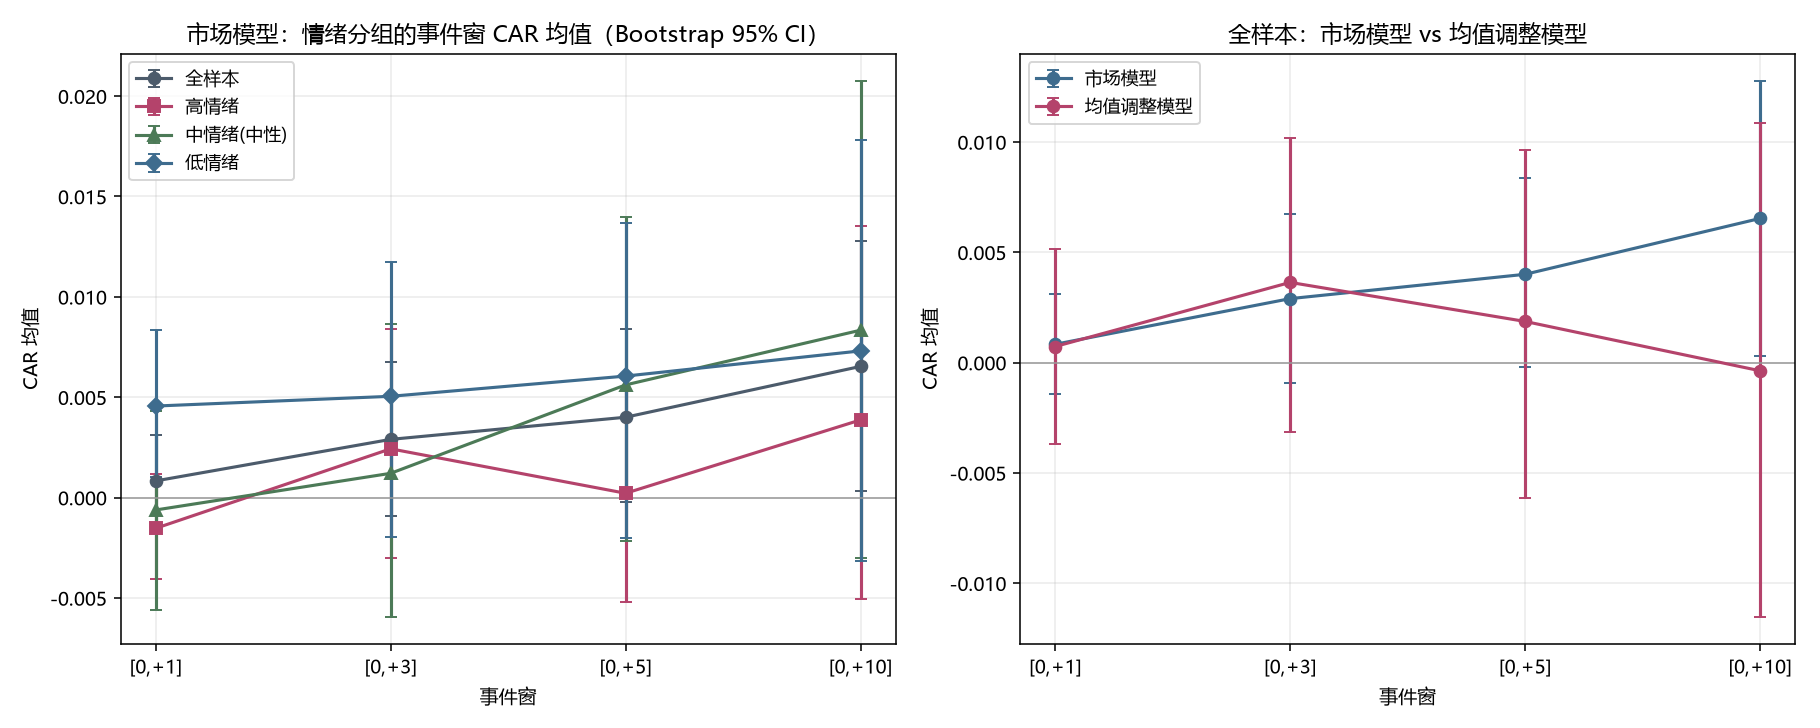 市场模型：情绪分组的事件窗 CAR 均值（Bootstrap 95% CI）
全样本
高情绪
中情绪(中性)
低情绪
CAR 均值
0.020
0.015
0.010
0.005
0.000
-0.005
[0,+1]
[0,+3]
[0,+5]
[0,+10]
事件窗
全样本：市场模型 vs 均值调整模型
市场模型
均值调整模型
CAR 均值
0.010
0.005
0.000
-0.005
-0.010
[0,+1]
[0,+3]
[0,+5]
[0,+10]
事件窗